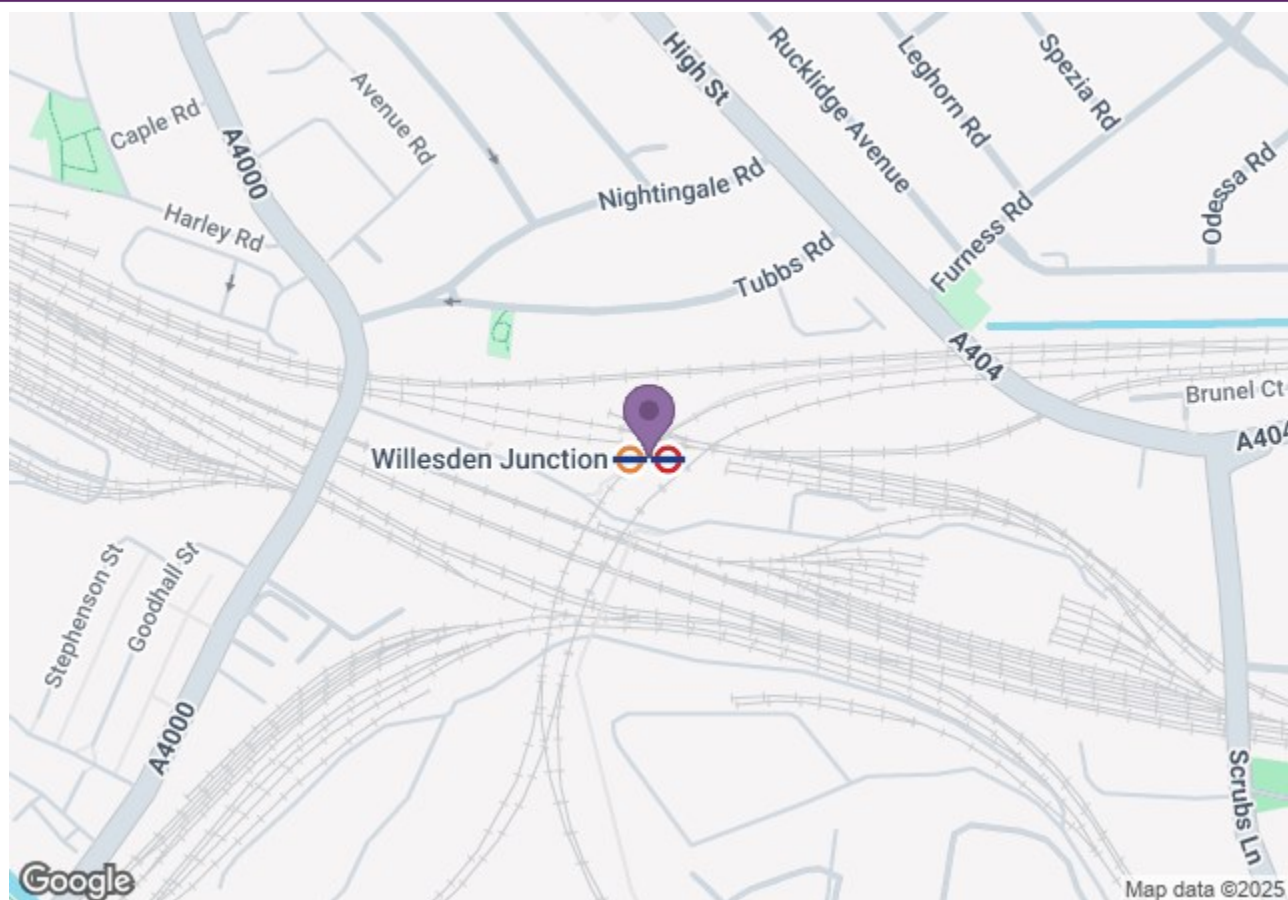 High St
Rucklidge Avenue
Leghorn Rd
Spezia Rd
Avenue Rd
Caple Rd
A4000
Nightingale Rd
Odessa Rd
Harley Rd
Furness Rd
Tubbs Rd
A404
Brunel Ct
A404
Willesden Junction
Stephenson St
Goodhall St
A4000
Scrubs Ln
Google
Map data ©2025